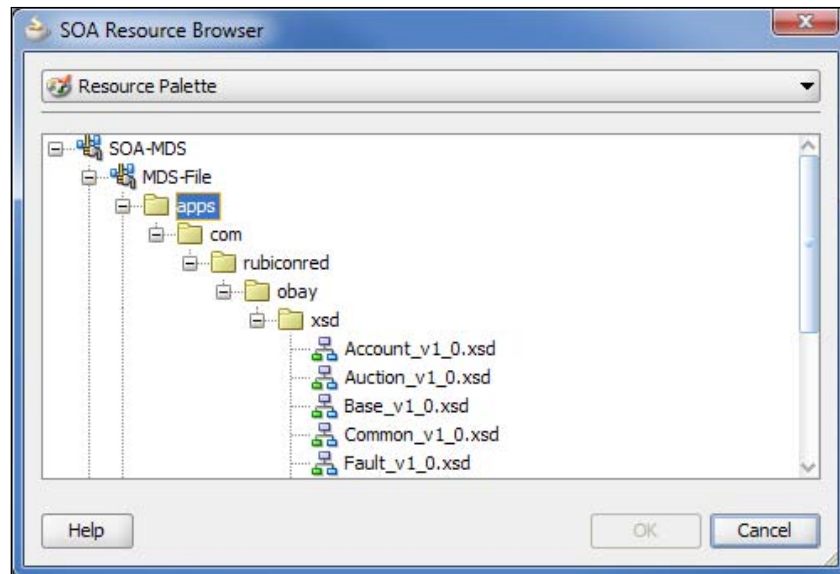 SOA Resource Browser
Resource Palette
SOA-MDS
MDS-File
apps
com
rubiconred
obay
xsd
Account_v1_0.xsd
Auction_v1_0.xsd
Base_v1_0.xsd
Common_v1_0.xsd
Fault_v1_0.xsd
Help OK Cancel